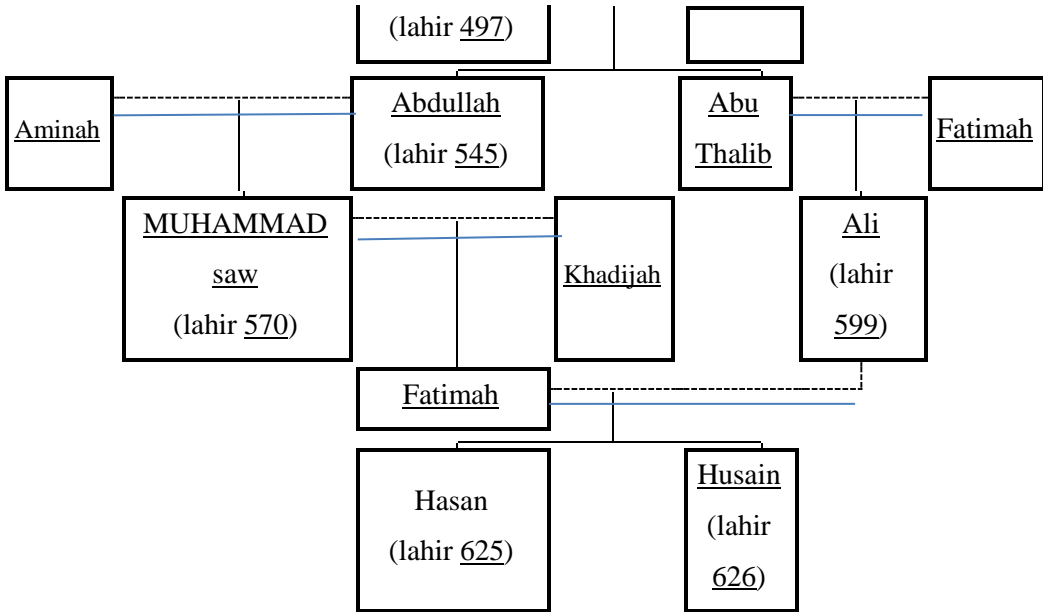 (lahir 497)
Aminah
Abdullah
(lahir 545)
Abu
Thalib
Fatimah
MUHAMMAD
saw
(lahir 570)
Khadijah
Ali
(lahir
599)
Fatimah
Hasan
(lahir 625)
Husain
(lahir
626)